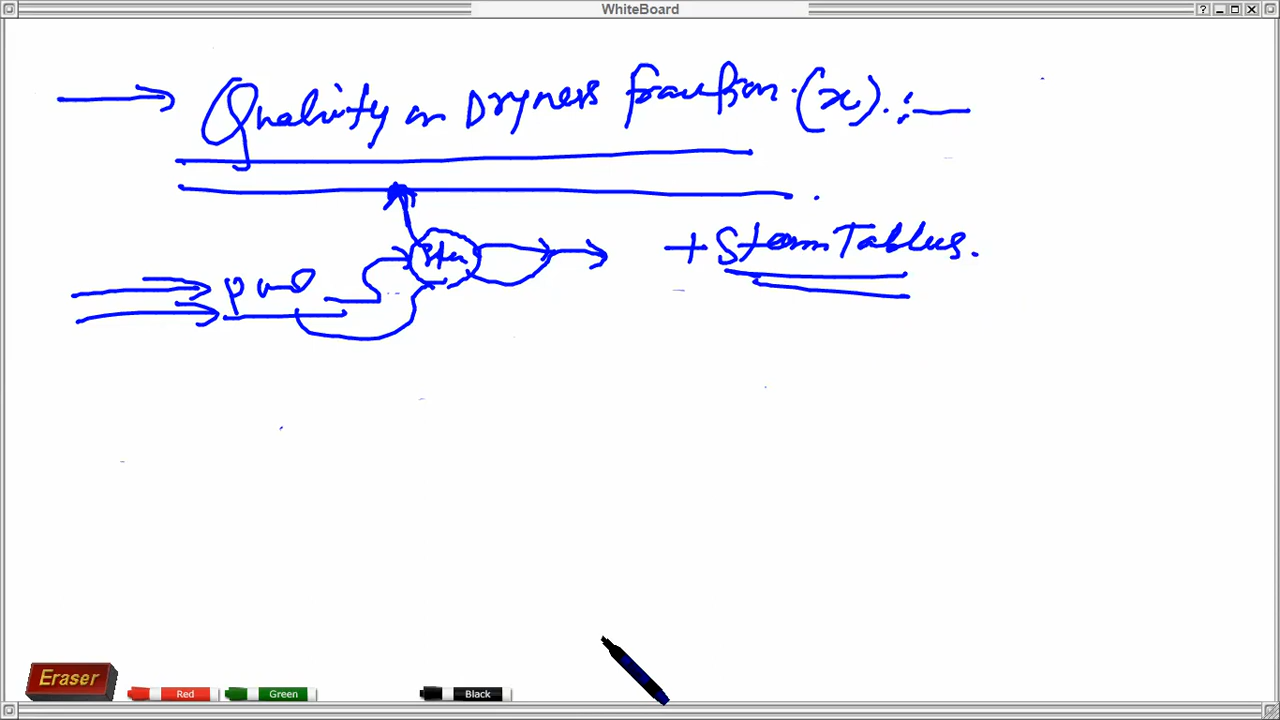 WhiteBoard
Quality or Dryness fraction (x) : —
+ Steam Tables.
Eraser
Red
Green
Black